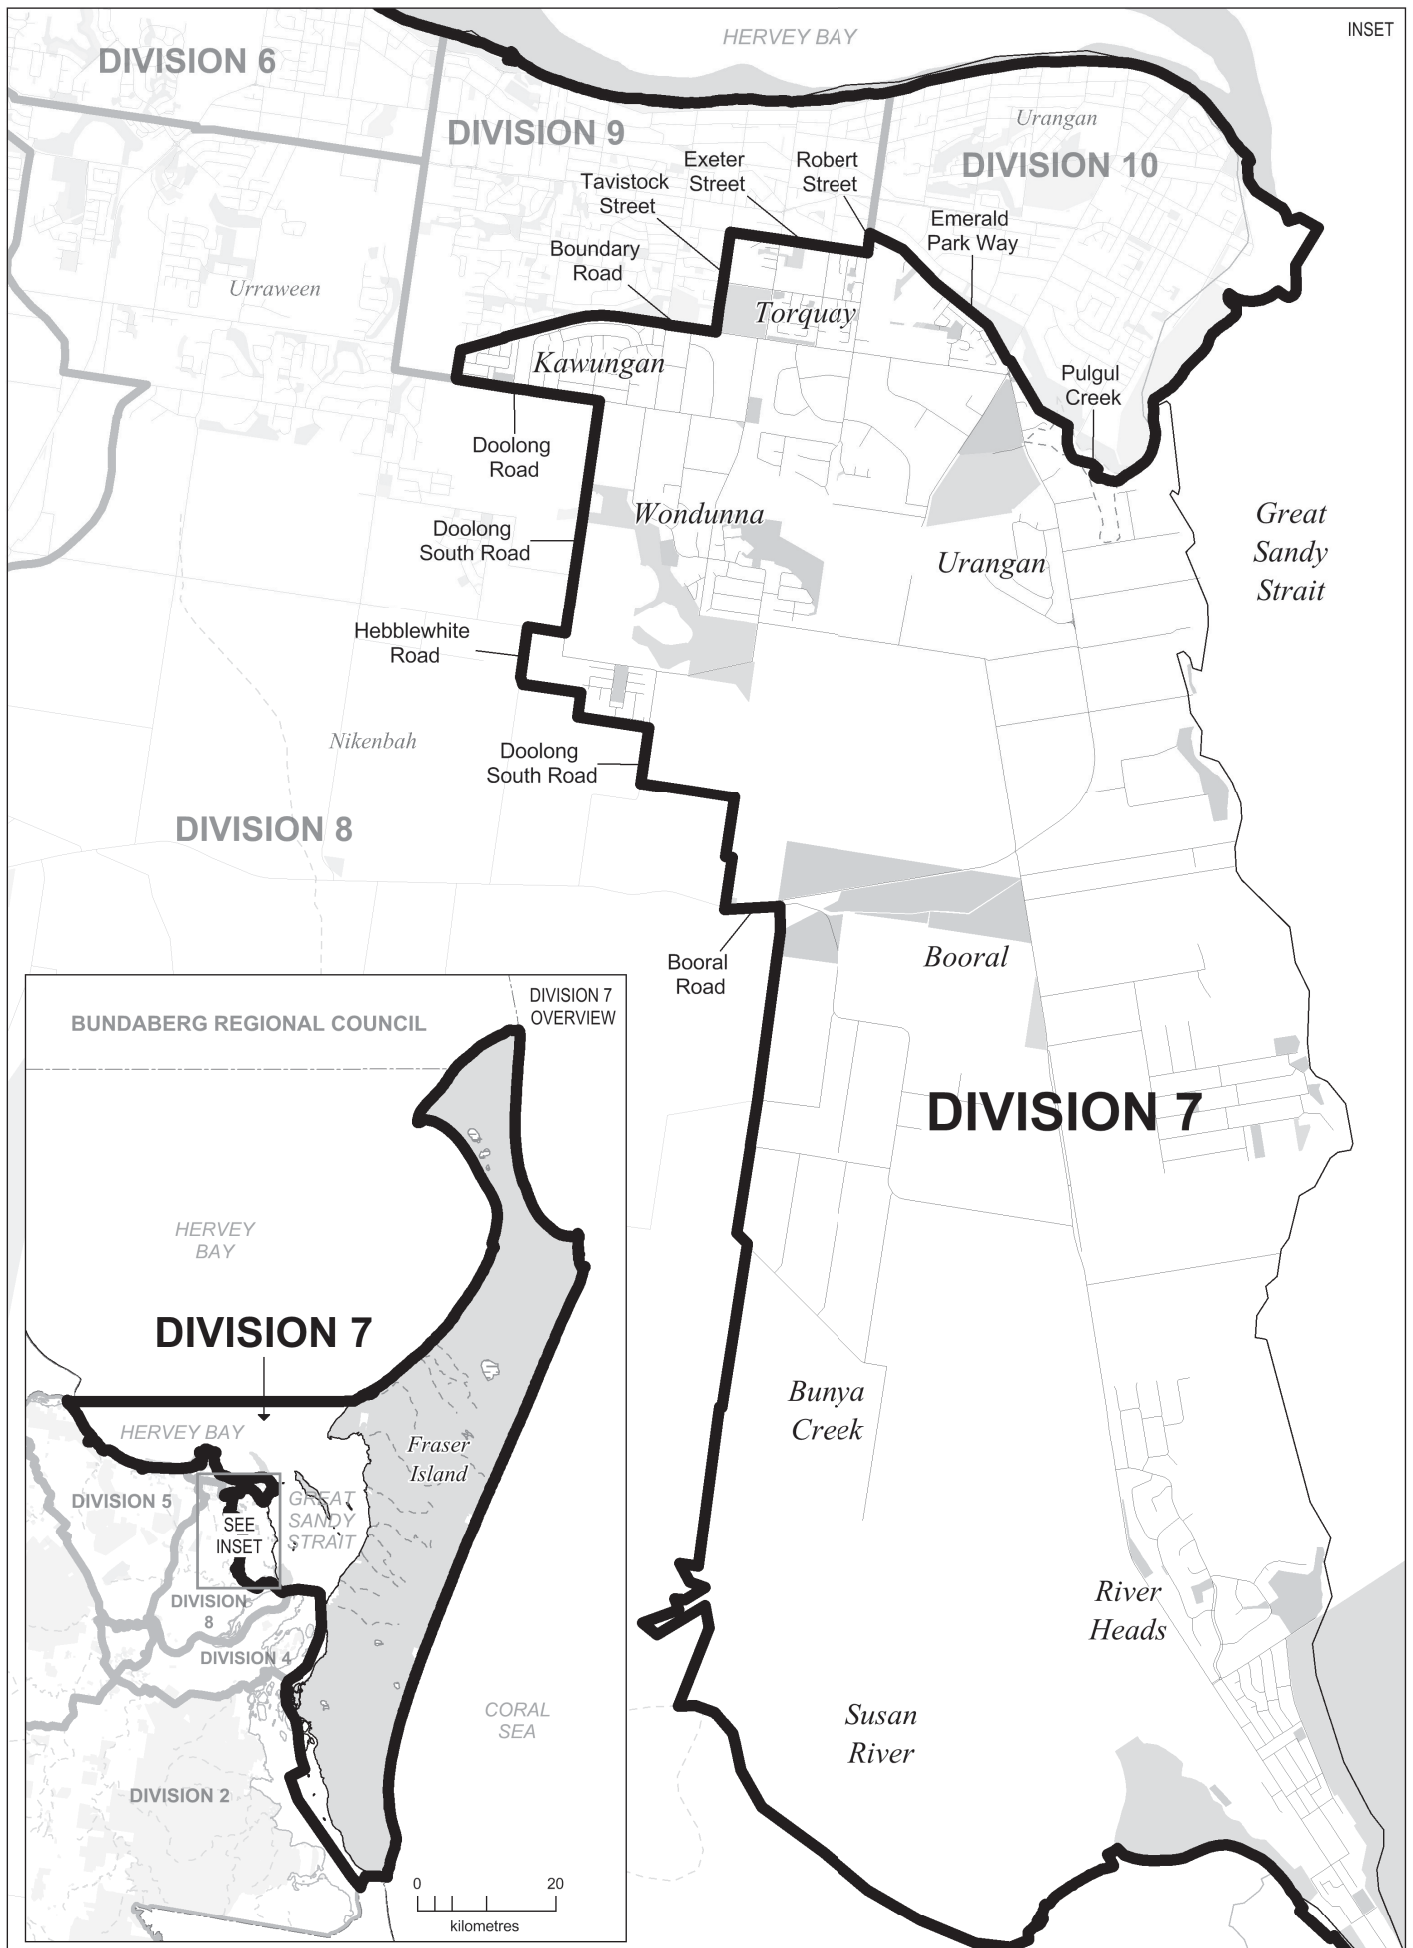 INSET
HERVEY BAY
DIVISION 6
DIVISION 9
Urangan
DIVISION 10
Exeter
Street
Robert
Street
Tavistock
Street
Emerald
Park Way
Boundary
Road
Urraween
Torquay
Kawungan
Pulgul
Creek
Doolong
Road
Wondunna
Great
Sandy
Strait
Doolong
South Road
Urangan
Hebblewhite
Road
Nikenbah
Doolong
South Road
DIVISION 8
Booral
Road
Booral
DIVISION 7
Bunya
Creek
River
Heads
Susan
River
DIVISION 7
OVERVIEW
BUNDABERG REGIONAL COUNCIL
HERVEY
BAY
DIVISION 7
HERVEY BAY
Fraser
Island
DIVISION 5
GREAT
SANDY
STRAIT
SEE
INSET
DIVISION
8
DIVISION 4
CORAL
SEA
DIVISION 2
0 20
kilometres